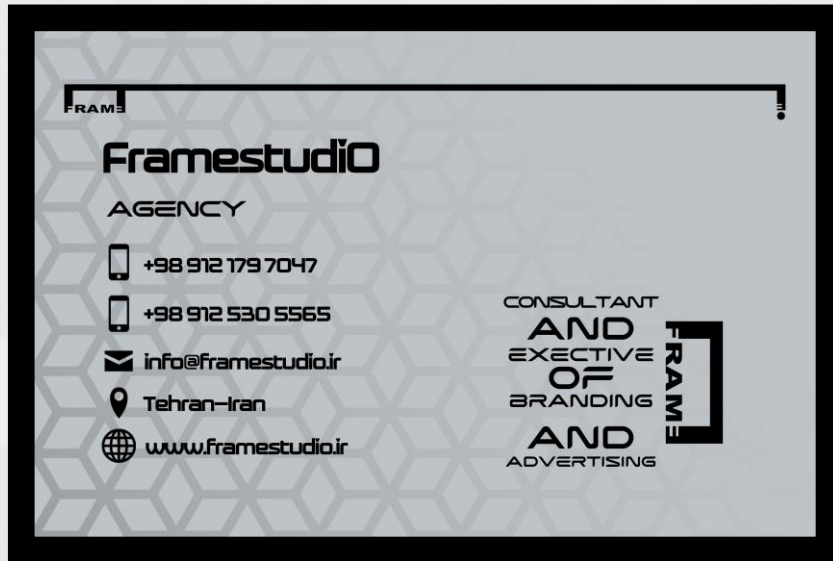 FRAME
FramestudiO
AGENCY
+98 912 179 7047
+98 912 530 5565
info@framestudio.ir
Tehran-Iran
www.framestudio.ir
CONSULTANT
AND
EXECTIVE
OF
BRANDING
AND
ADVERTISING
FRAME